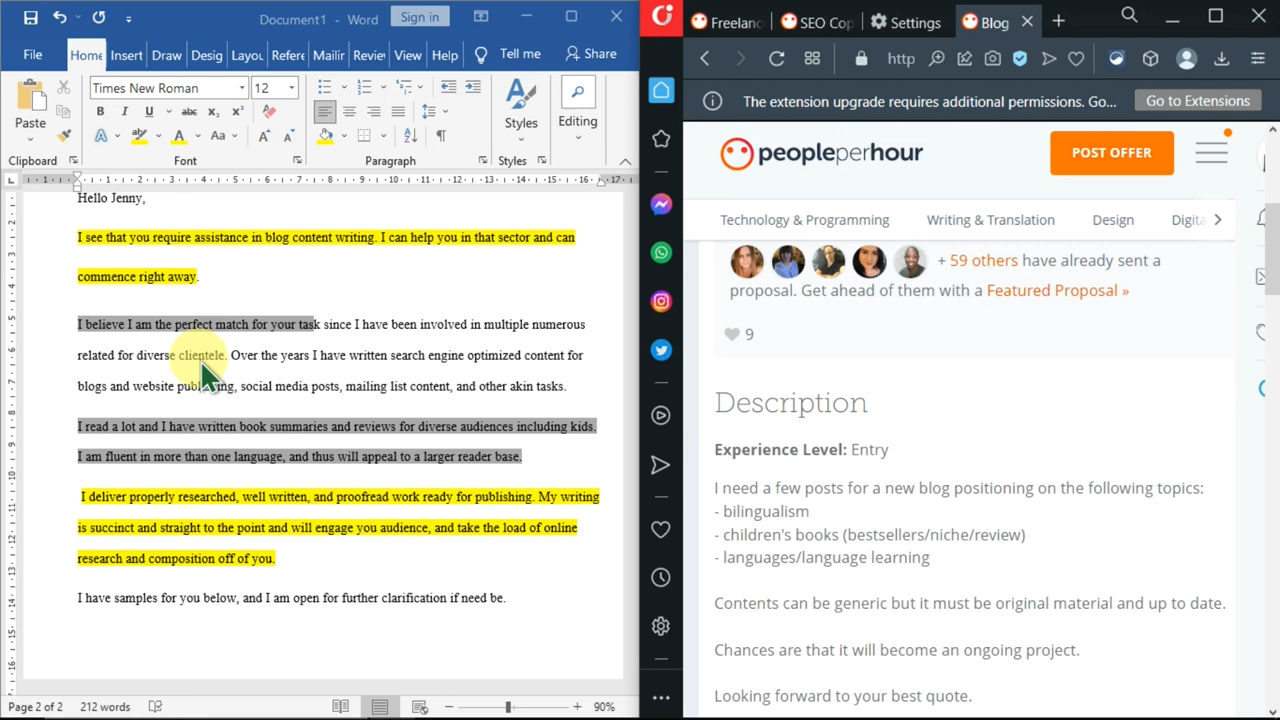 Document1 - Word
Sign in
File
Home
Insert
Draw
Desig
Layou
Refere
Mailir
Reviev
View
Help
Tell me
Share
Paste
Clipboard
Times New Roman
12
B I U abc X₂ X²
A A Aa A A
Font
Paragraph
Styles
Styles
Editing
Hello Jenny,
I see that you require assistance in blog content writing. I can help you in that sector and can
commence right away.
I believe I am the perfect match for your task since I have been involved in multiple numerous
related for diverse clientele. Over the years I have written search engine optimized content for
blogs and website publishing, social media posts, mailing list content, and other akin tasks.
I read a lot and I have written book summaries and reviews for diverse audiences including kids.
I am fluent in more than one language, and thus will appeal to a larger reader base.
I deliver properly researched, well written, and proofread work ready for publishing. My writing
is succinct and straight to the point and will engage you audience, and take the load of online
research and composition off of you.
I have samples for you below, and I am open for further clarification if need be.
Page 2 of 2
212 words
90%
Freelanc
SEO Cop
Settings
Blog
http
The extension upgrade requires additional permiss. Cr...
Go to Extensions
peopleperhour
POST OFFER
Technology & Programming
Writing & Translation
Design
Digita
+ 59 others have already sent a
proposal. Get ahead of them with a Featured Proposal »
9
Description
Experience Level: Entry
I need a few posts for a new blog positioning on the following topics:
- bilingualism
- children's books (bestsellers/niche/review)
- languages/language learning
Contents can be generic but it must be original material and up to date.
Chances are that it will become an ongoing project.
Looking forward to your best quote.